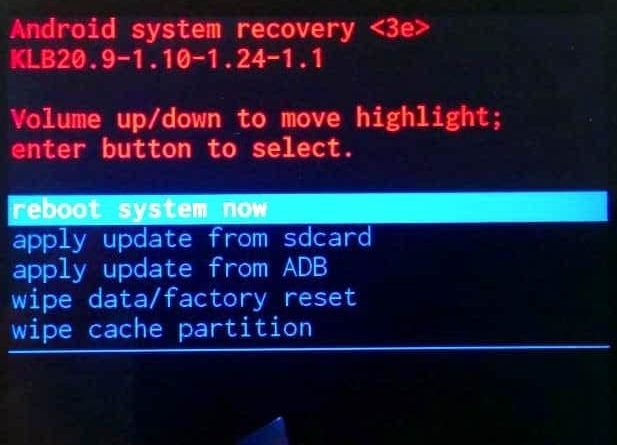 Android system recovery <3e>
KLB20.9-1.10-1.24-1.1
Volume up/down to move highlight;
enter button to select.
reboot system now
apply update from sdcard
apply update from ADB
wipe data/factory reset
wipe cache partition